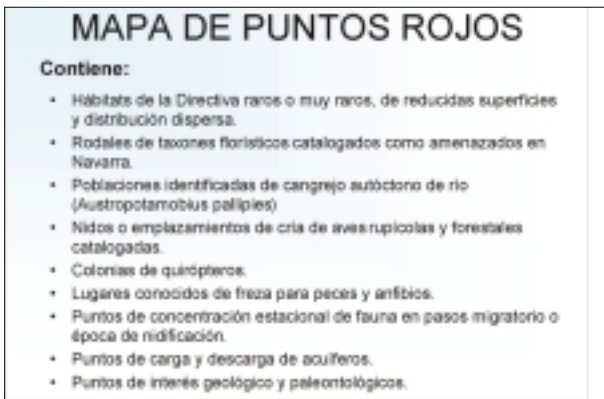 MAPA DE PUNTOS ROJOS
Contiene:
• Hábitats de la Directiva raros o muy raros, de reducidas superficies
y distribución dispersa.
• Rodales de taxones florísticos catalogados como amenazados en
Navarra.
• Poblaciones identificadas de cangrejo autóctono de río
(Austropotamobius pallipies)
• Nidos o emplazamientos de cría de aves rupícolas y forestales
catalogadas.
• Colonias de quirópteros.
• Lugares conocidos de freza para peces y anfibios.
• Puntos de concentración estacional de fauna en pasos migratorio o
época de nidificación.
• Puntos de carga y descarga de acuíferos.
• Puntos de interés geológico y paleontológicos.